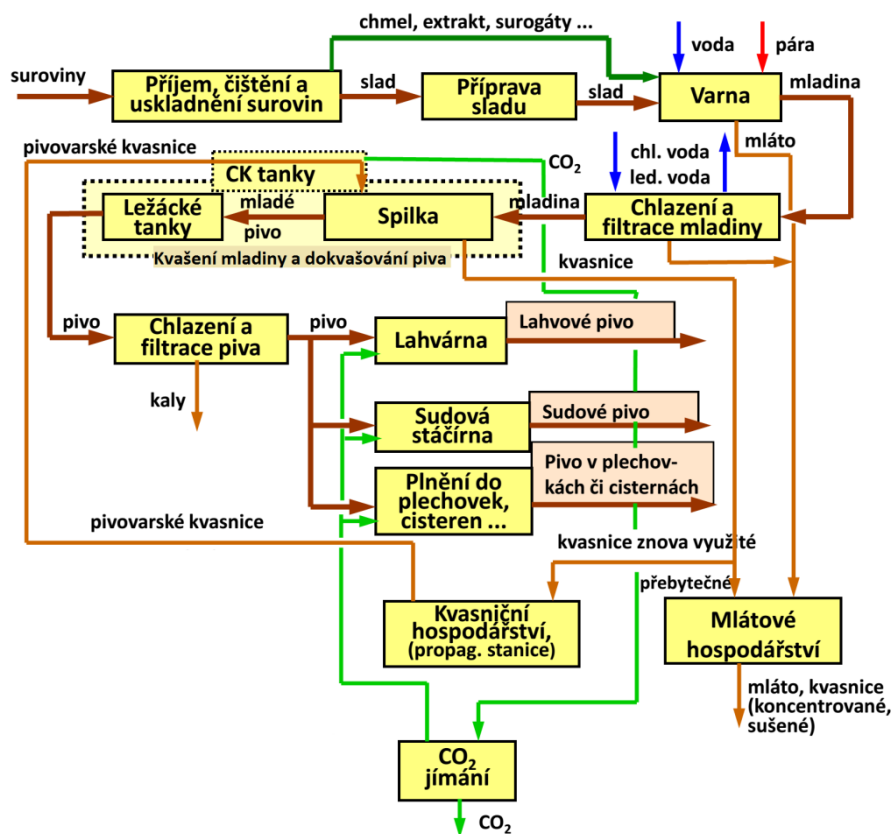 chmel, extrakt, surogáty ...
voda
pára
suroviny
Příjem, čištění a
uskladnění surovin
slad
Příprava
sladu
slad
Varna
mladina
pivovarské kvasnice
CK tanky
CO2
chl. voda
led. voda
mláto
Ležácké
tanky
mladé
pivo
Spilka
mladina
Chlazení a
filtrace mladiny
Kvašení mladiny a dokvašování piva
kvasnice
pivo
Chlazení a
filtrace piva
pivo
Lahvárna
Lahvové pivo
kaly
Sudová
stáčírna
Sudové pivo
Plnění do
plechovek,
cisteren ...
Pivo v plechov-
kách či cisternách
pivovarské kvasnice
kvasnice znova využité
přebytečné
Kvasniční
hospodářství,
(propag. stanice)
Mlátové
hospodářství
mláto, kvasnice
(koncentrované,
sušené)
CO2
jímání
CO2